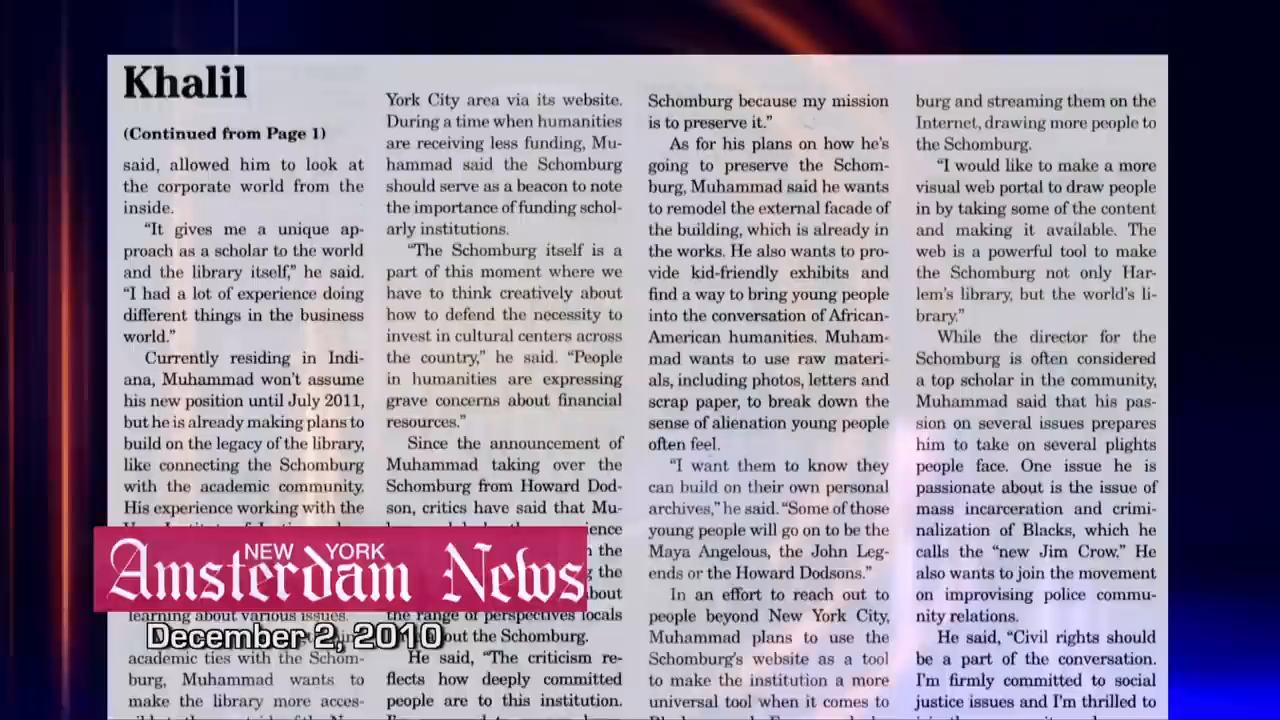 Khalil
(Continued from Page 1)
said, allowed him to look at
the corporate world from the
inside.
“It gives me a unique ap-
proach as a scholar to the world
and the library itself,” he said.
“I had a lot of experience doing
different things in the business
world.”
Currently residing in Indi-
ana, Muhammad won’t assume
his new position until July 2011,
but he is already making plans to
build on the legacy of the library,
like connecting the Schomburg
with the academic community.
His experience working with the
learning about various issues.
academic ties with the Schom-
burg, Muhammad wants to
make the library more acces-
York City area via its website.
During a time when humanities
are receiving less funding, Mu-
hammad said the Schomburg
should serve as a beacon to note
the importance of funding schol-
arly institutions.
“The Schomburg itself is a
part of this moment where we
have to think creatively about
how to defend the necessity to
invest in cultural centers across
the country,” he said. “People
in humanities are expressing
grave concerns about financial
resources.”
Since the announcement of
Muhammad taking over the
Schomburg from Howard Dod-
son, critics have said that Mu-
the
the
the range of perspectives locals
out the Schomburg.
He said, “The criticism re-
flects how deeply committed
people are to this institution.
Schomburg because my mission
is to preserve it.”
As for his plans on how he’s
going to preserve the Schom-
burg, Muhammad said he wants
to remodel the external facade of
the building, which is already in
the works. He also wants to pro-
vide kid-friendly exhibits and
find a way to bring young people
into the conversation of African-
American humanities. Muham-
mad wants to use raw materi-
als, including photos, letters and
scrap paper, to break down the
sense of alienation young people
often feel.
“I want them to know they
can build on their own personal
archives,” he said. “Some of those
young people will go on to be the
Maya Angelous, the John Leg-
ends or the Howard Dodsons.”
In an effort to reach out to
people beyond New York City,
Muhammad plans to use the
Schomburg’s website as a tool
to make the institution a more
universal tool when it comes to
burg and streaming them on the
Internet, drawing more people to
the Schomburg.
“I would like to make a more
visual web portal to draw people
in by taking some of the content
and making it available. The
web is a powerful tool to make
the Schomburg not only Har-
lem’s library, but the world’s li-
brary.”
While the director for the
Schomburg is often considered
a top scholar in the community,
Muhammad said that his pas-
sion on several issues prepares
him to take on several plights
people face. One issue he is
passionate about is the issue of
mass incarceration and crimi-
nalization of Blacks, which he
calls the “new Jim Crow.” He
also wants to join the movement
on improvising police commu-
nity relations.
He said, “Civil rights should
be a part of the conversation.
I’m firmly committed to social
justice issues and I’m thrilled to
NEW YORK
Amsterdam News
December 2, 2010